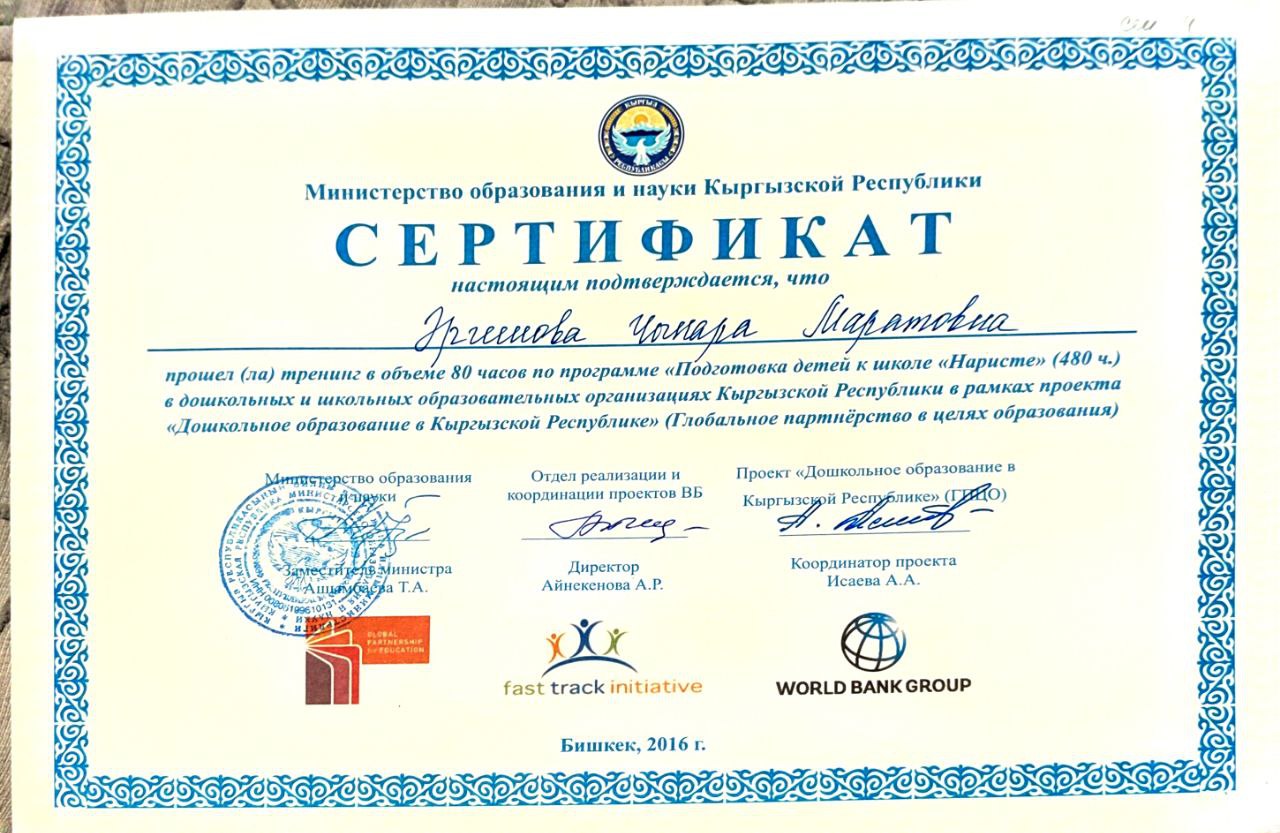 Министерство образования и науки Кыргызской Республики
СЕРТИФИКАТ
настоящим подтверждается, что
Эргешова Чынара Маратовна
прошел (ла) тренинг в объеме 80 часов по программе «Подготовка детей к школе «Наристе» (480 ч.)
в дошкольных и школьных образовательных организациях Кыргызской Республики в рамках проекта
«Дошкольное образование в Кыргызской Республике» (Глобальное партнёрство в целях образования)
Министерство образования
и науки
Заместитель министра
Ашымбаева Т.А.
Отдел реализации и
координации проектов ВБ
Директор
Айнекенова А.Р.
Проект «Дошкольное образование в
Кыргызской Республике» (ГПЦО)
Координатор проекта
Исаева А.А.
GLOBAL
PARTNERSHIP
for EDUCATION
fast track initiative
WORLD BANK GROUP
Бишкек, 2016 г.